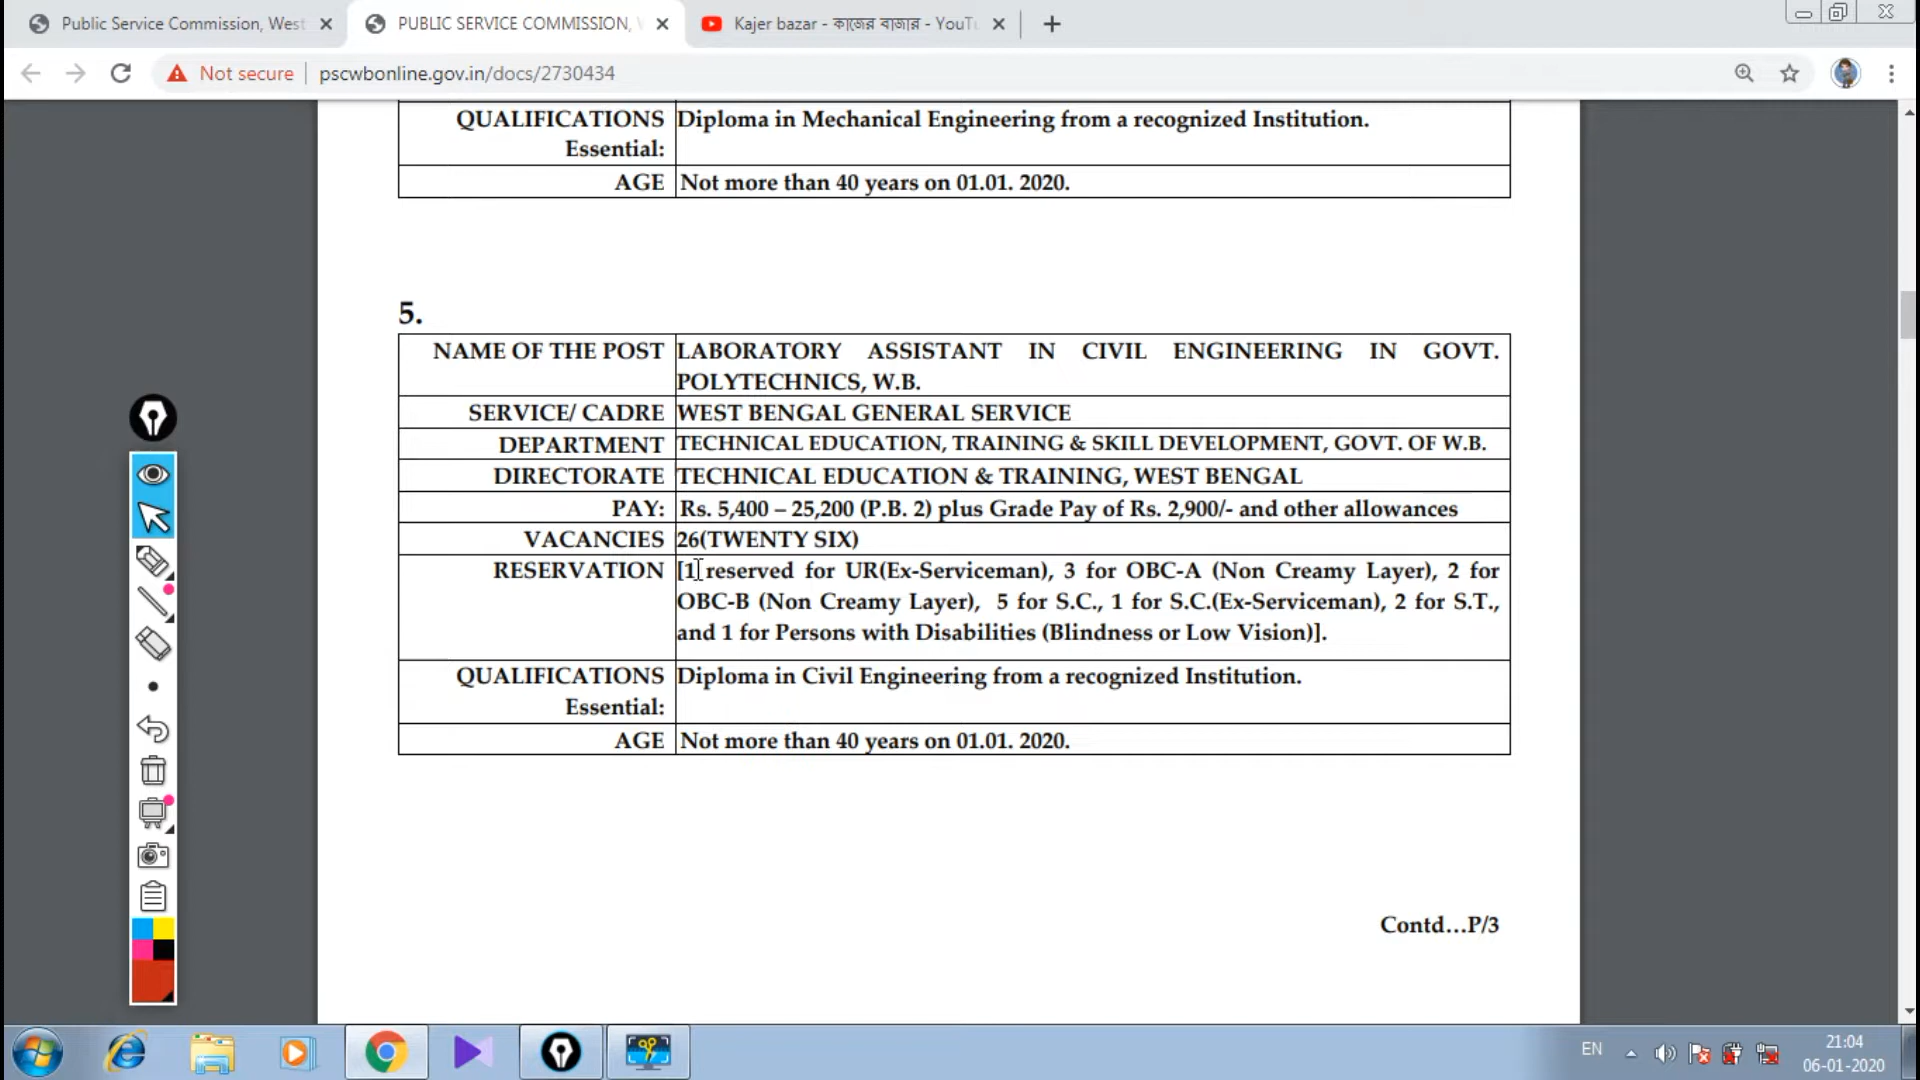 Public Service Commission, West
PUBLIC SERVICE COMMISSION,
Kajer bazar - কাজের বাজার - YouTu
Not secure
pscwbonline.gov.in/docs/2730434
QUALIFICATIONS Diploma in Mechanical Engineering from a recognized Institution.
Essential:
AGE Not more than 40 years on 01.01. 2020.
5.
NAME OF THE POST LABORATORY ASSISTANT IN CIVIL ENGINEERING IN GOVT.
POLYTECHNICS, W.B.
SERVICE/ CADRE WEST BENGAL GENERAL SERVICE
DEPARTMENT TECHNICAL EDUCATION, TRAINING & SKILL DEVELOPMENT, GOVT. OF W.B.
DIRECTORATE TECHNICAL EDUCATION & TRAINING, WEST BENGAL
PAY: Rs. 5,400 – 25,200 (P.B. 2) plus Grade Pay of Rs. 2,900/- and other allowances
VACANCIES 26(TWENTY SIX)
RESERVATION [1 reserved for UR(Ex-Serviceman), 3 for OBC-A (Non Creamy Layer), 2 for
OBC-B (Non Creamy Layer), 5 for S.C., 1 for S.C.(Ex-Serviceman), 2 for S.T.,
and 1 for Persons with Disabilities (Blindness or Low Vision)].
QUALIFICATIONS Diploma in Civil Engineering from a recognized Institution.
Essential:
AGE Not more than 40 years on 01.01. 2020.
Contd…P/3
EN
21:04
06-01-2020